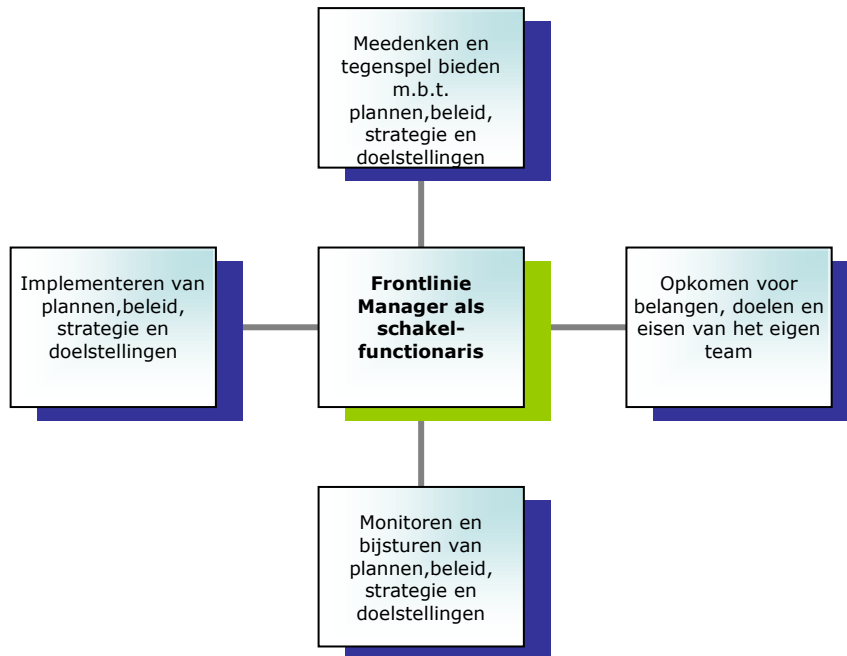 Meedenken en
tegenspel bieden
m.b.t.
plannen,beleid,
strategie en
doelstellingen
Implementeren van
plannen,beleid,
strategie en
doelstellingen
Frontlinie
Manager als
schakel-
functionaris
Opkomen voor
belangen, doelen en
eisen van het eigen
team
Monitoren en
bijsturen van
plannen,beleid,
strategie en
doelstellingen